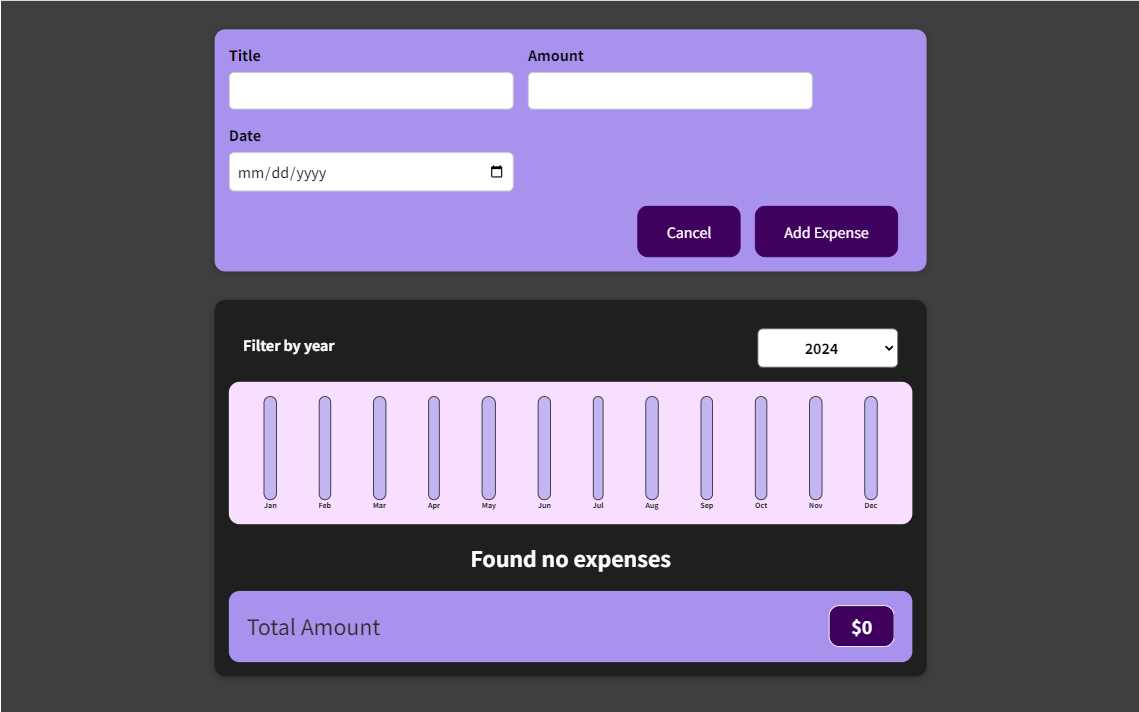 Title
Amount
Date
mm/dd/yyyy
Cancel
Add Expense
Filter by year
2024
Jan Feb Mar Apr May Jun Jul Aug Sep Oct Nov Dec
Found no expenses
Total Amount
$0